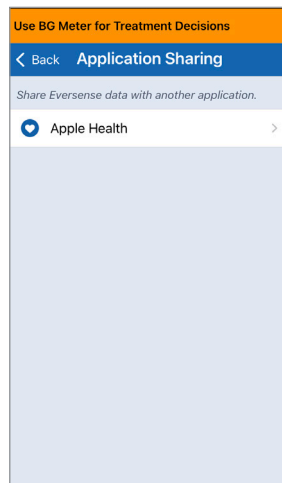 Use BG Meter for Treatment Decisions
Back Application Sharing
Share Eversense data with another application.
Apple Health